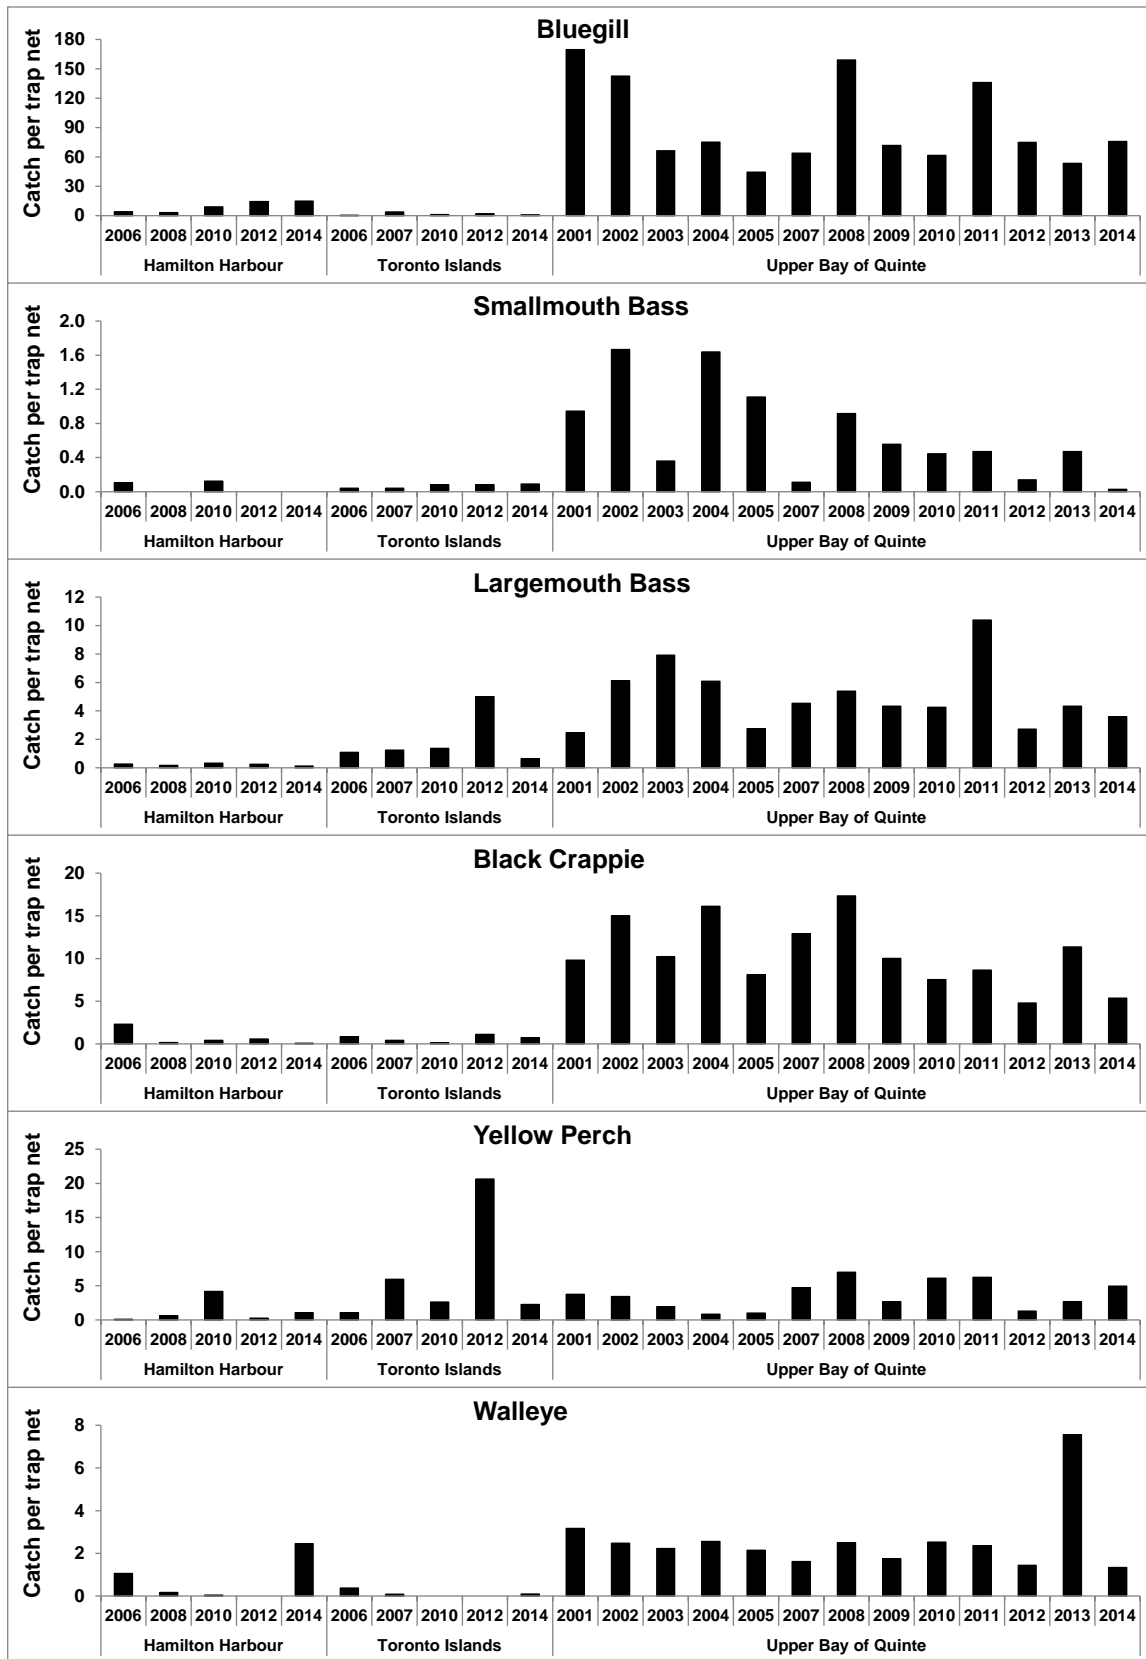 Bluegill
Catch per trap net
180
150
120
90
60
30
0
2006 2008 2010 2012 2014 2006 2007 2010 2012 2014 2001 2002 2003 2004 2005 2007 2008 2009 2010 2011 2012 2013 2014
Hamilton Harbour Toronto Islands Upper Bay of Quinte
Smallmouth Bass
Catch per trap net
2.0
1.6
1.2
0.8
0.4
0.0
2006 2008 2010 2012 2014 2006 2007 2010 2012 2014 2001 2002 2003 2004 2005 2007 2008 2009 2010 2011 2012 2013 2014
Hamilton Harbour Toronto Islands Upper Bay of Quinte
Largemouth Bass
Catch per trap net
12
10
8
6
4
2
0
2006 2008 2010 2012 2014 2006 2007 2010 2012 2014 2001 2002 2003 2004 2005 2007 2008 2009 2010 2011 2012 2013 2014
Hamilton Harbour Toronto Islands Upper Bay of Quinte
Black Crappie
Catch per trap net
20
15
10
5
0
2006 2008 2010 2012 2014 2006 2007 2010 2012 2014 2001 2002 2003 2004 2005 2007 2008 2009 2010 2011 2012 2013 2014
Hamilton Harbour Toronto Islands Upper Bay of Quinte
Yellow Perch
Catch per trap net
25
20
15
10
5
0
2006 2008 2010 2012 2014 2006 2007 2010 2012 2014 2001 2002 2003 2004 2005 2007 2008 2009 2010 2011 2012 2013 2014
Hamilton Harbour Toronto Islands Upper Bay of Quinte
Walleye
Catch per trap net
8
6
4
2
0
2006 2008 2010 2012 2014 2006 2007 2010 2012 2014 2001 2002 2003 2004 2005 2007 2008 2009 2010 2011 2012 2013 2014
Hamilton Harbour Toronto Islands Upper Bay of Quinte